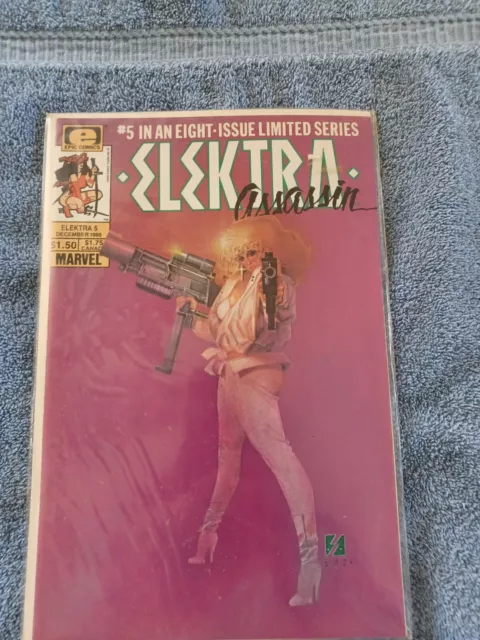 #5 IN AN EIGHT-ISSUE LIMITED SERIES
e
EPIC COMICS
·ELEKTRA·
assassin
ELEKTRA 5
DECEMBER 1986
$1.50
$1.75
CANADA
MARVEL